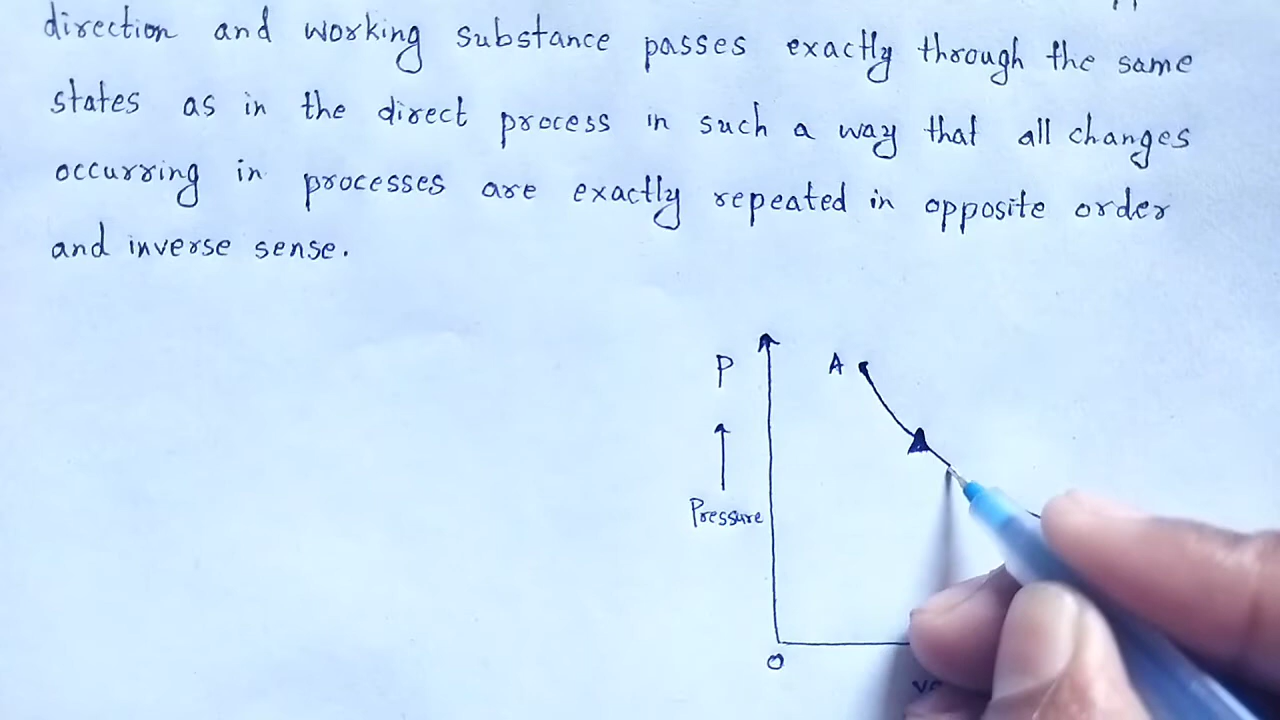 direction and working substance passes exactly through the same
states as in the direct process in such a way that all changes
occurring in processes are exactly repeated in opposite order
and inverse sense.
P
A
Pressure
O